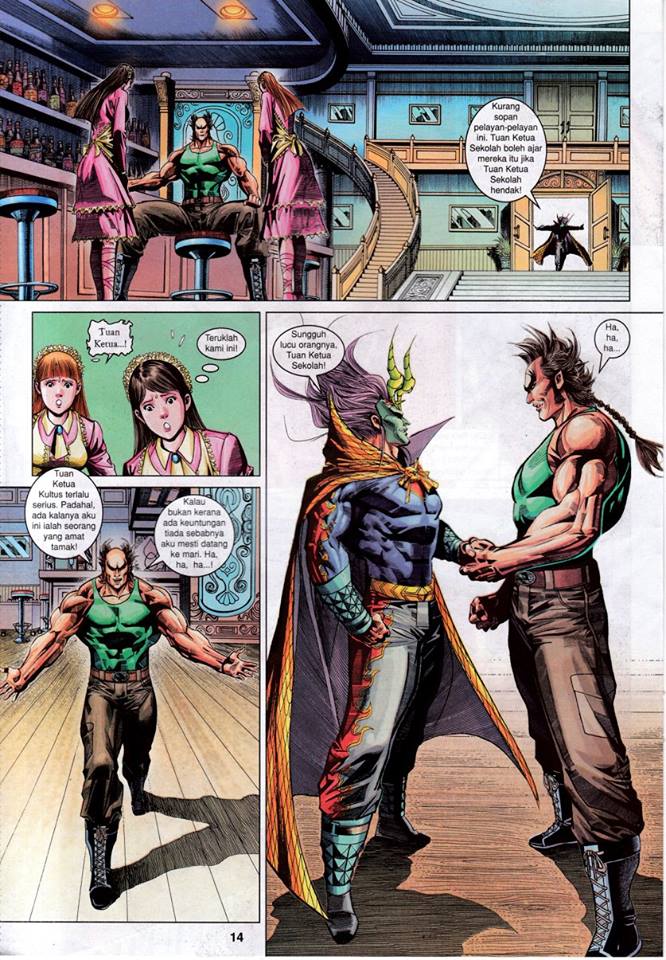 Kurang
sopan
pelayan-pelayan
ini. Tuan Ketua
Sekolah boleh ajar
mereka itu jika
Tuan Ketua
Sekolah
hendak!
Tuan
Ketua...!
Teruklah
kami ini!
Tuan
Ketua
Kultus terlalu
serius. Padahal,
ada kalanya aku
ini ialah seorang
yang amat
tamak!
Kalau
bukan kerana
ada keuntungan
tiada sebabnya
aku mesti datang
ke mari. Ha,
ha, ha...!
Sungguh
lucu orangnya,
Tuan Ketua
Sekolah!
Ha,
ha,
ha...
14